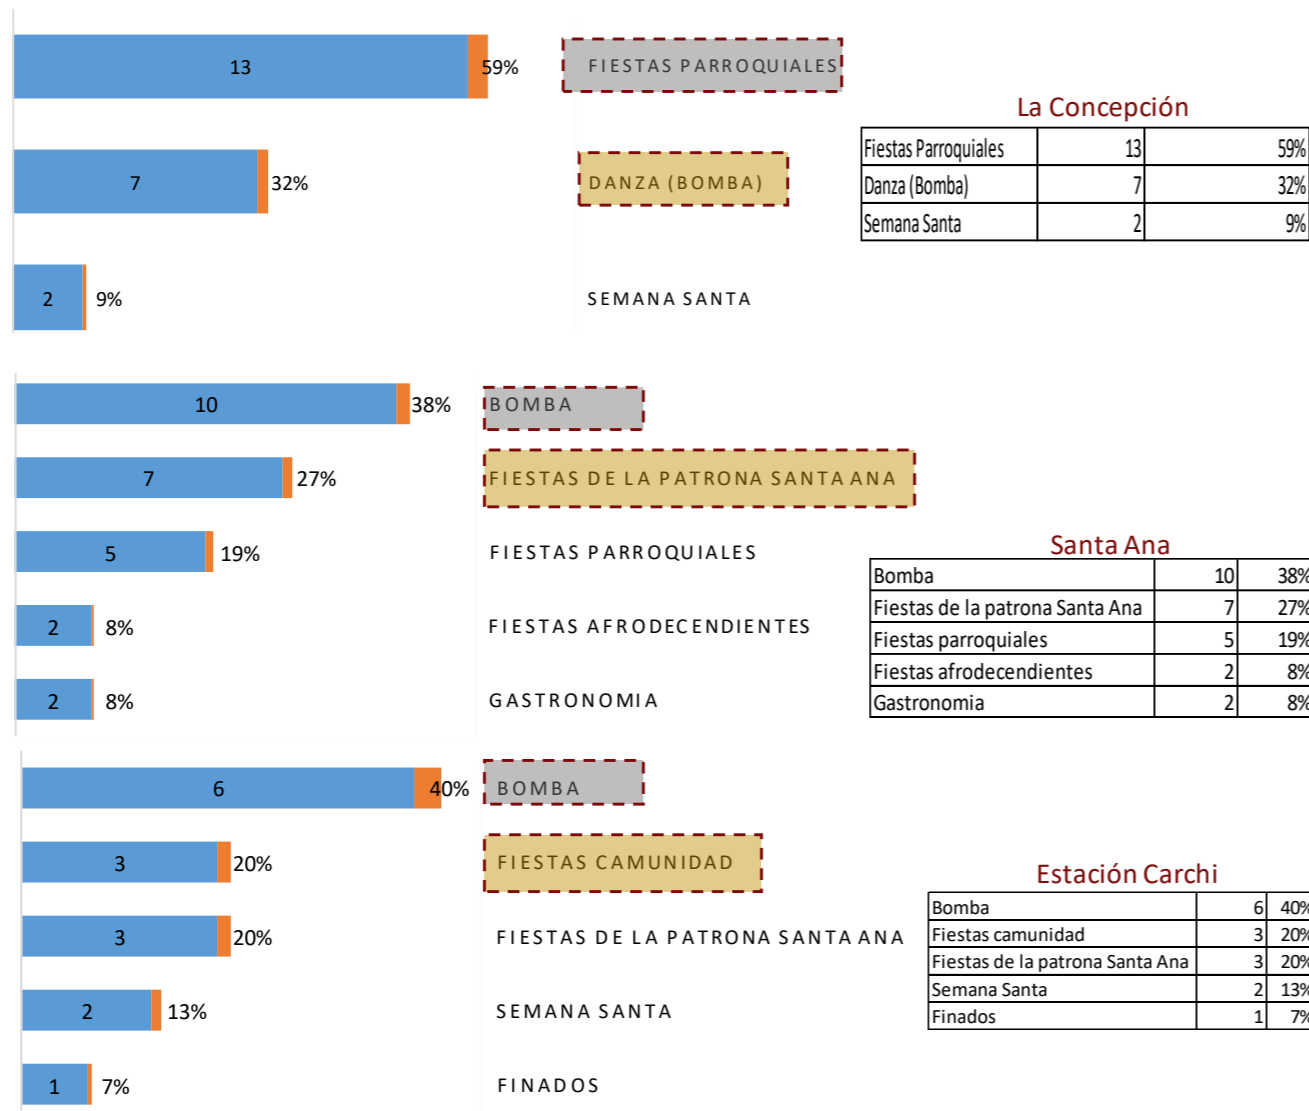 13 59% FIESTAS PARROQUIALES
7 32% DANZA (BOMBA)
2 9% SEMANA SANTA
La Concepción
Fiestas Parroquiales 13 59%
Danza (Bomba) 7 32%
Semana Santa 2 9%
10 38% BOMBA
7 27% FIESTAS DE LA PATRONA SANTA ANA
5 19% FIESTAS PARROQUIALES
2 8% FIESTAS AFRODECENDIENTES
2 8% GASTRONOMIA
Santa Ana
Bomba 10 38%
Fiestas de la patrona Santa Ana 7 27%
Fiestas parroquiales 5 19%
Fiestas afrodecendientes 2 8%
Gastronomia 2 8%
6 40% BOMBA
3 20% FIESTAS CAMUNIDAD
3 20% FIESTAS DE LA PATRONA SANTA ANA
2 13% SEMANA SANTA
1 7% FINADOS
Estación Carchi
Bomba 6 40%
Fiestas camunidad 3 20%
Fiestas de la patrona Santa Ana 3 20%
Semana Santa 2 13%
Finados 1 7%